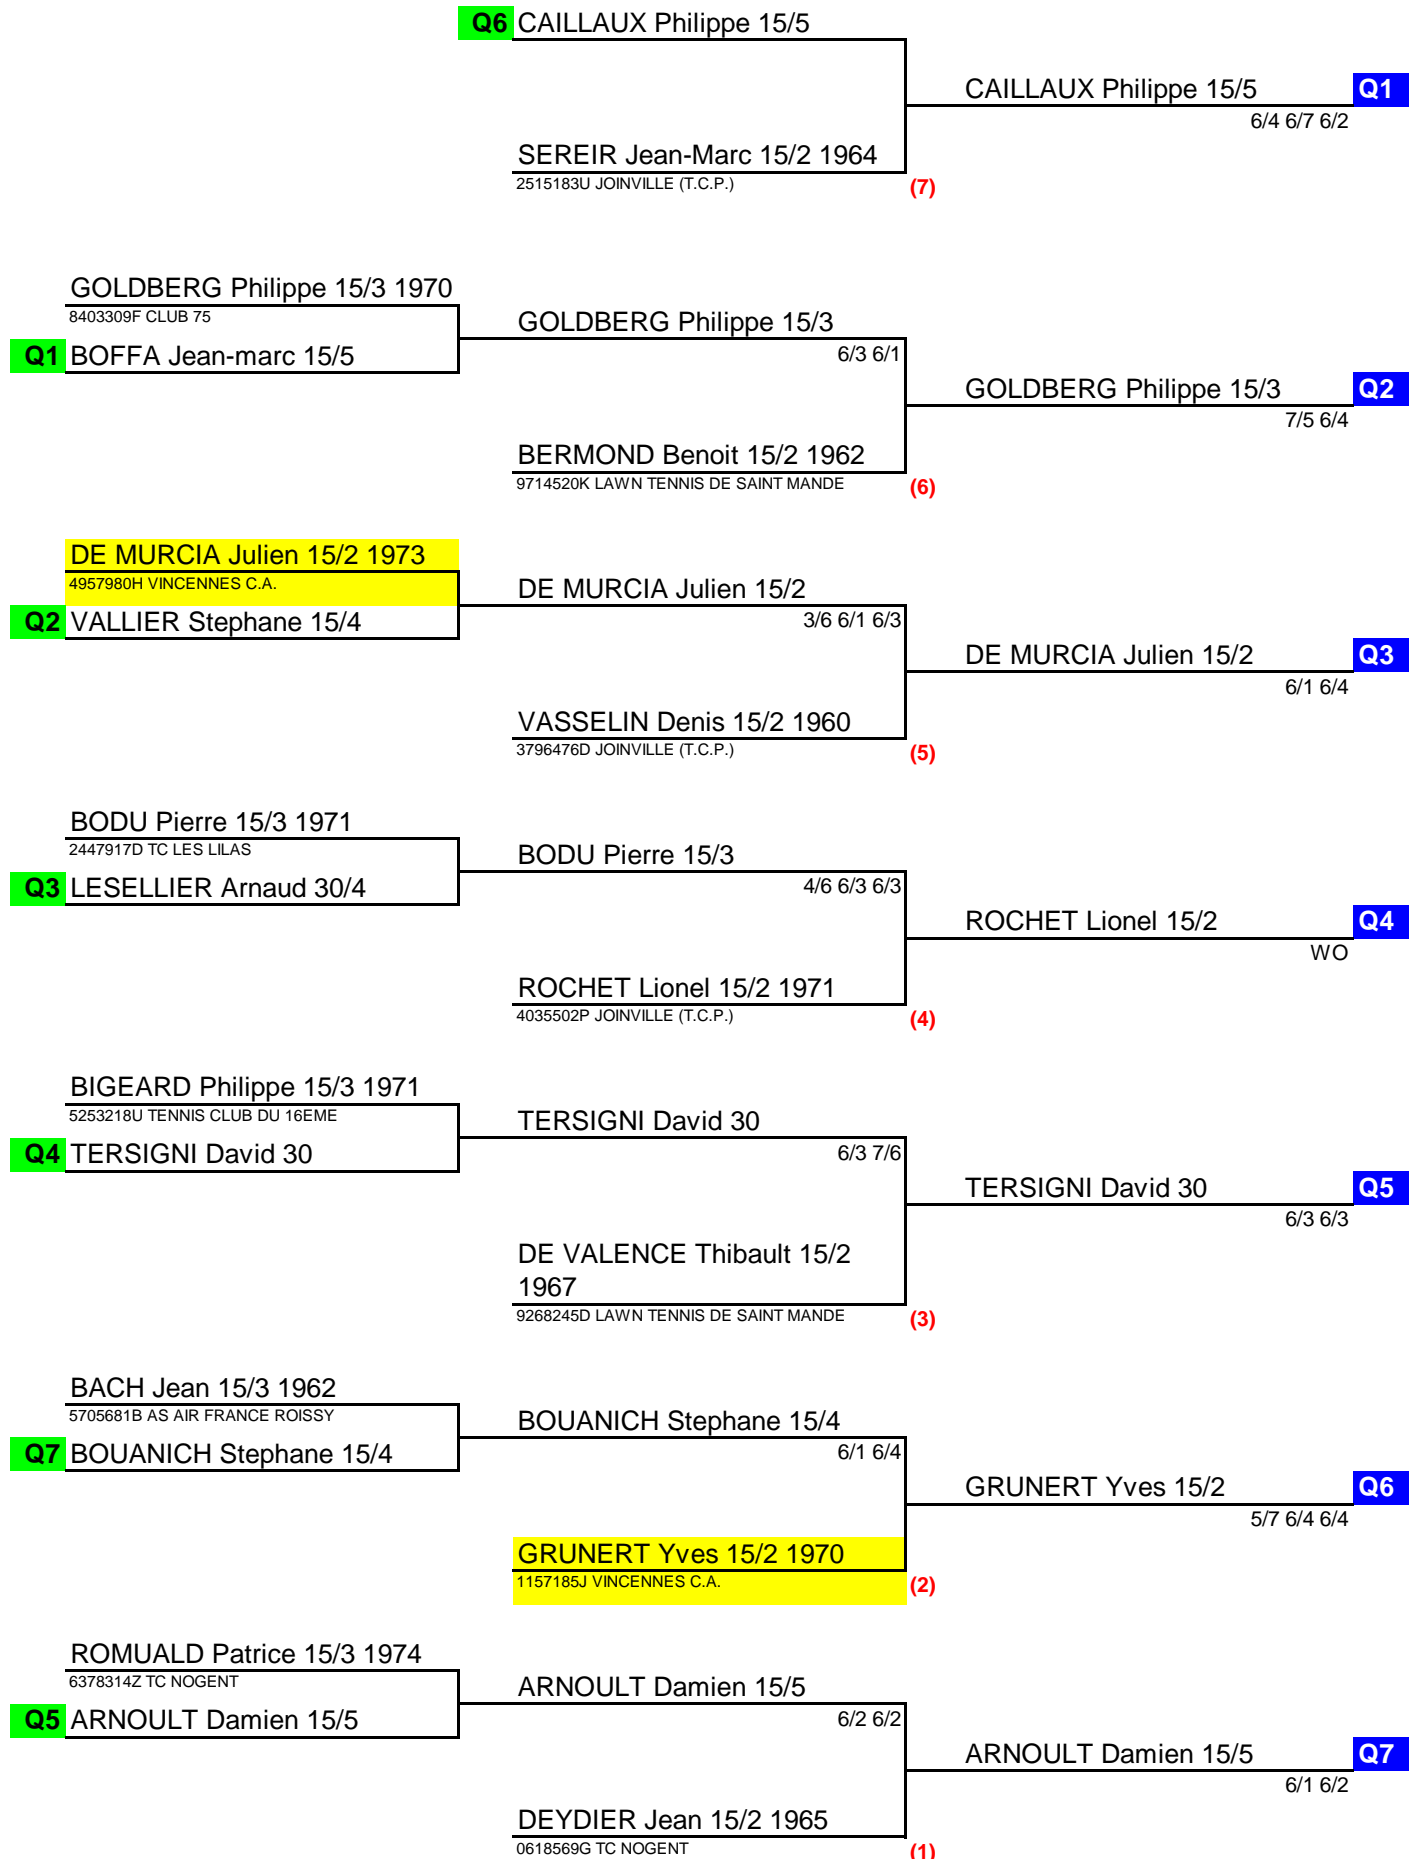 Q6 CAILLAUX Philippe 15/5
CAILLAUX Philippe 15/5 Q1
6/4 6/7 6/2
SEREIR Jean-Marc 15/2 1964
2515183U JOINVILLE (T.C.P.)
(7)
GOLDBERG Philippe 15/3 1970
8403309F CLUB 75
GOLDBERG Philippe 15/3
Q1 BOFFA Jean-marc 15/5
6/3 6/1
GOLDBERG Philippe 15/3 Q2
7/5 6/4
BERMOND Benoit 15/2 1962
9714520K LAWN TENNIS DE SAINT MANDE
(6)
DE MURCIA Julien 15/2 1973
4957980H VINCENNES C.A.
DE MURCIA Julien 15/2
Q2 VALLIER Stephane 15/4
3/6 6/1 6/3
DE MURCIA Julien 15/2 Q3
6/1 6/4
VASSELIN Denis 15/2 1960
3796476D JOINVILLE (T.C.P.)
(5)
BODU Pierre 15/3 1971
2447917D TC LES LILAS
BODU Pierre 15/3
Q3 LESELLIER Arnaud 30/4
4/6 6/3 6/3
ROCHET Lionel 15/2 Q4
WO
ROCHET Lionel 15/2 1971
4035502P JOINVILLE (T.C.P.)
(4)
BIGEARD Philippe 15/3 1971
5253218U TENNIS CLUB DU 16EME
TERSIGNI David 30
Q4 TERSIGNI David 30
6/3 7/6
TERSIGNI David 30 Q5
6/3 6/3
DE VALENCE Thibault 15/2
1967
9268245D LAWN TENNIS DE SAINT MANDE
(3)
BACH Jean 15/3 1962
5705681B AS AIR FRANCE ROISSY
BOUANICH Stephane 15/4
Q7 BOUANICH Stephane 15/4
6/1 6/4
GRUNERT Yves 15/2 Q6
5/7 6/4 6/4
GRUNERT Yves 15/2 1970
1157185J VINCENNES C.A.
(2)
ROMUALD Patrice 15/3 1974
6378314Z TC NOGENT
ARNOULT Damien 15/5
Q5 ARNOULT Damien 15/5
6/2 6/2
ARNOULT Damien 15/5 Q7
6/1 6/2
DEYDIER Jean 15/2 1965
0618569G TC NOGENT
(1)